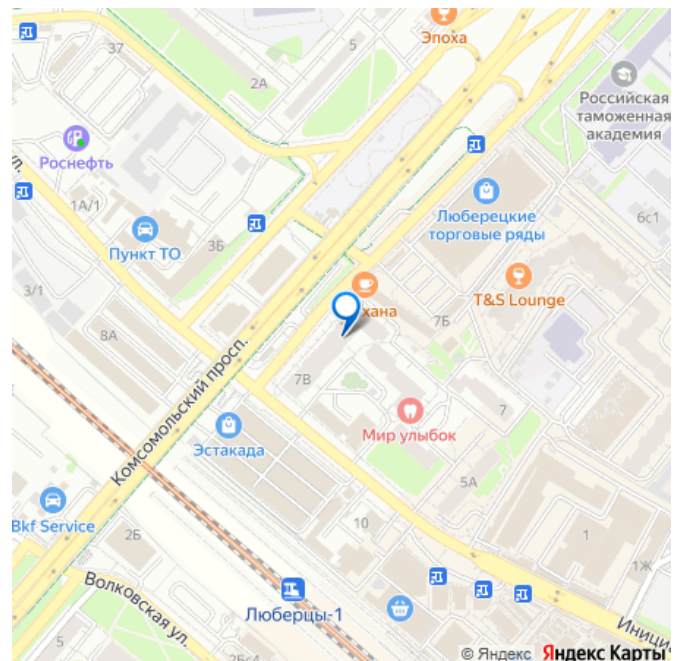 Эпоха
37
5
2А
Российская
таможенная
академия
Роснефть
ул.
1А/1
Люберецкие
торговые ряды
6с1
Пункт ТО
3Б
3/1
T&S Lounge
хана
7Б
8А
Комсомольский просп.
7В
7
Мир улыбок
Эстакада
5А
Bkf Service
10
1
2Б
1Ж
Волковская ул.
Люберцы-1
Иници
5
2Бс4
© Яндекс Яндекс Карты